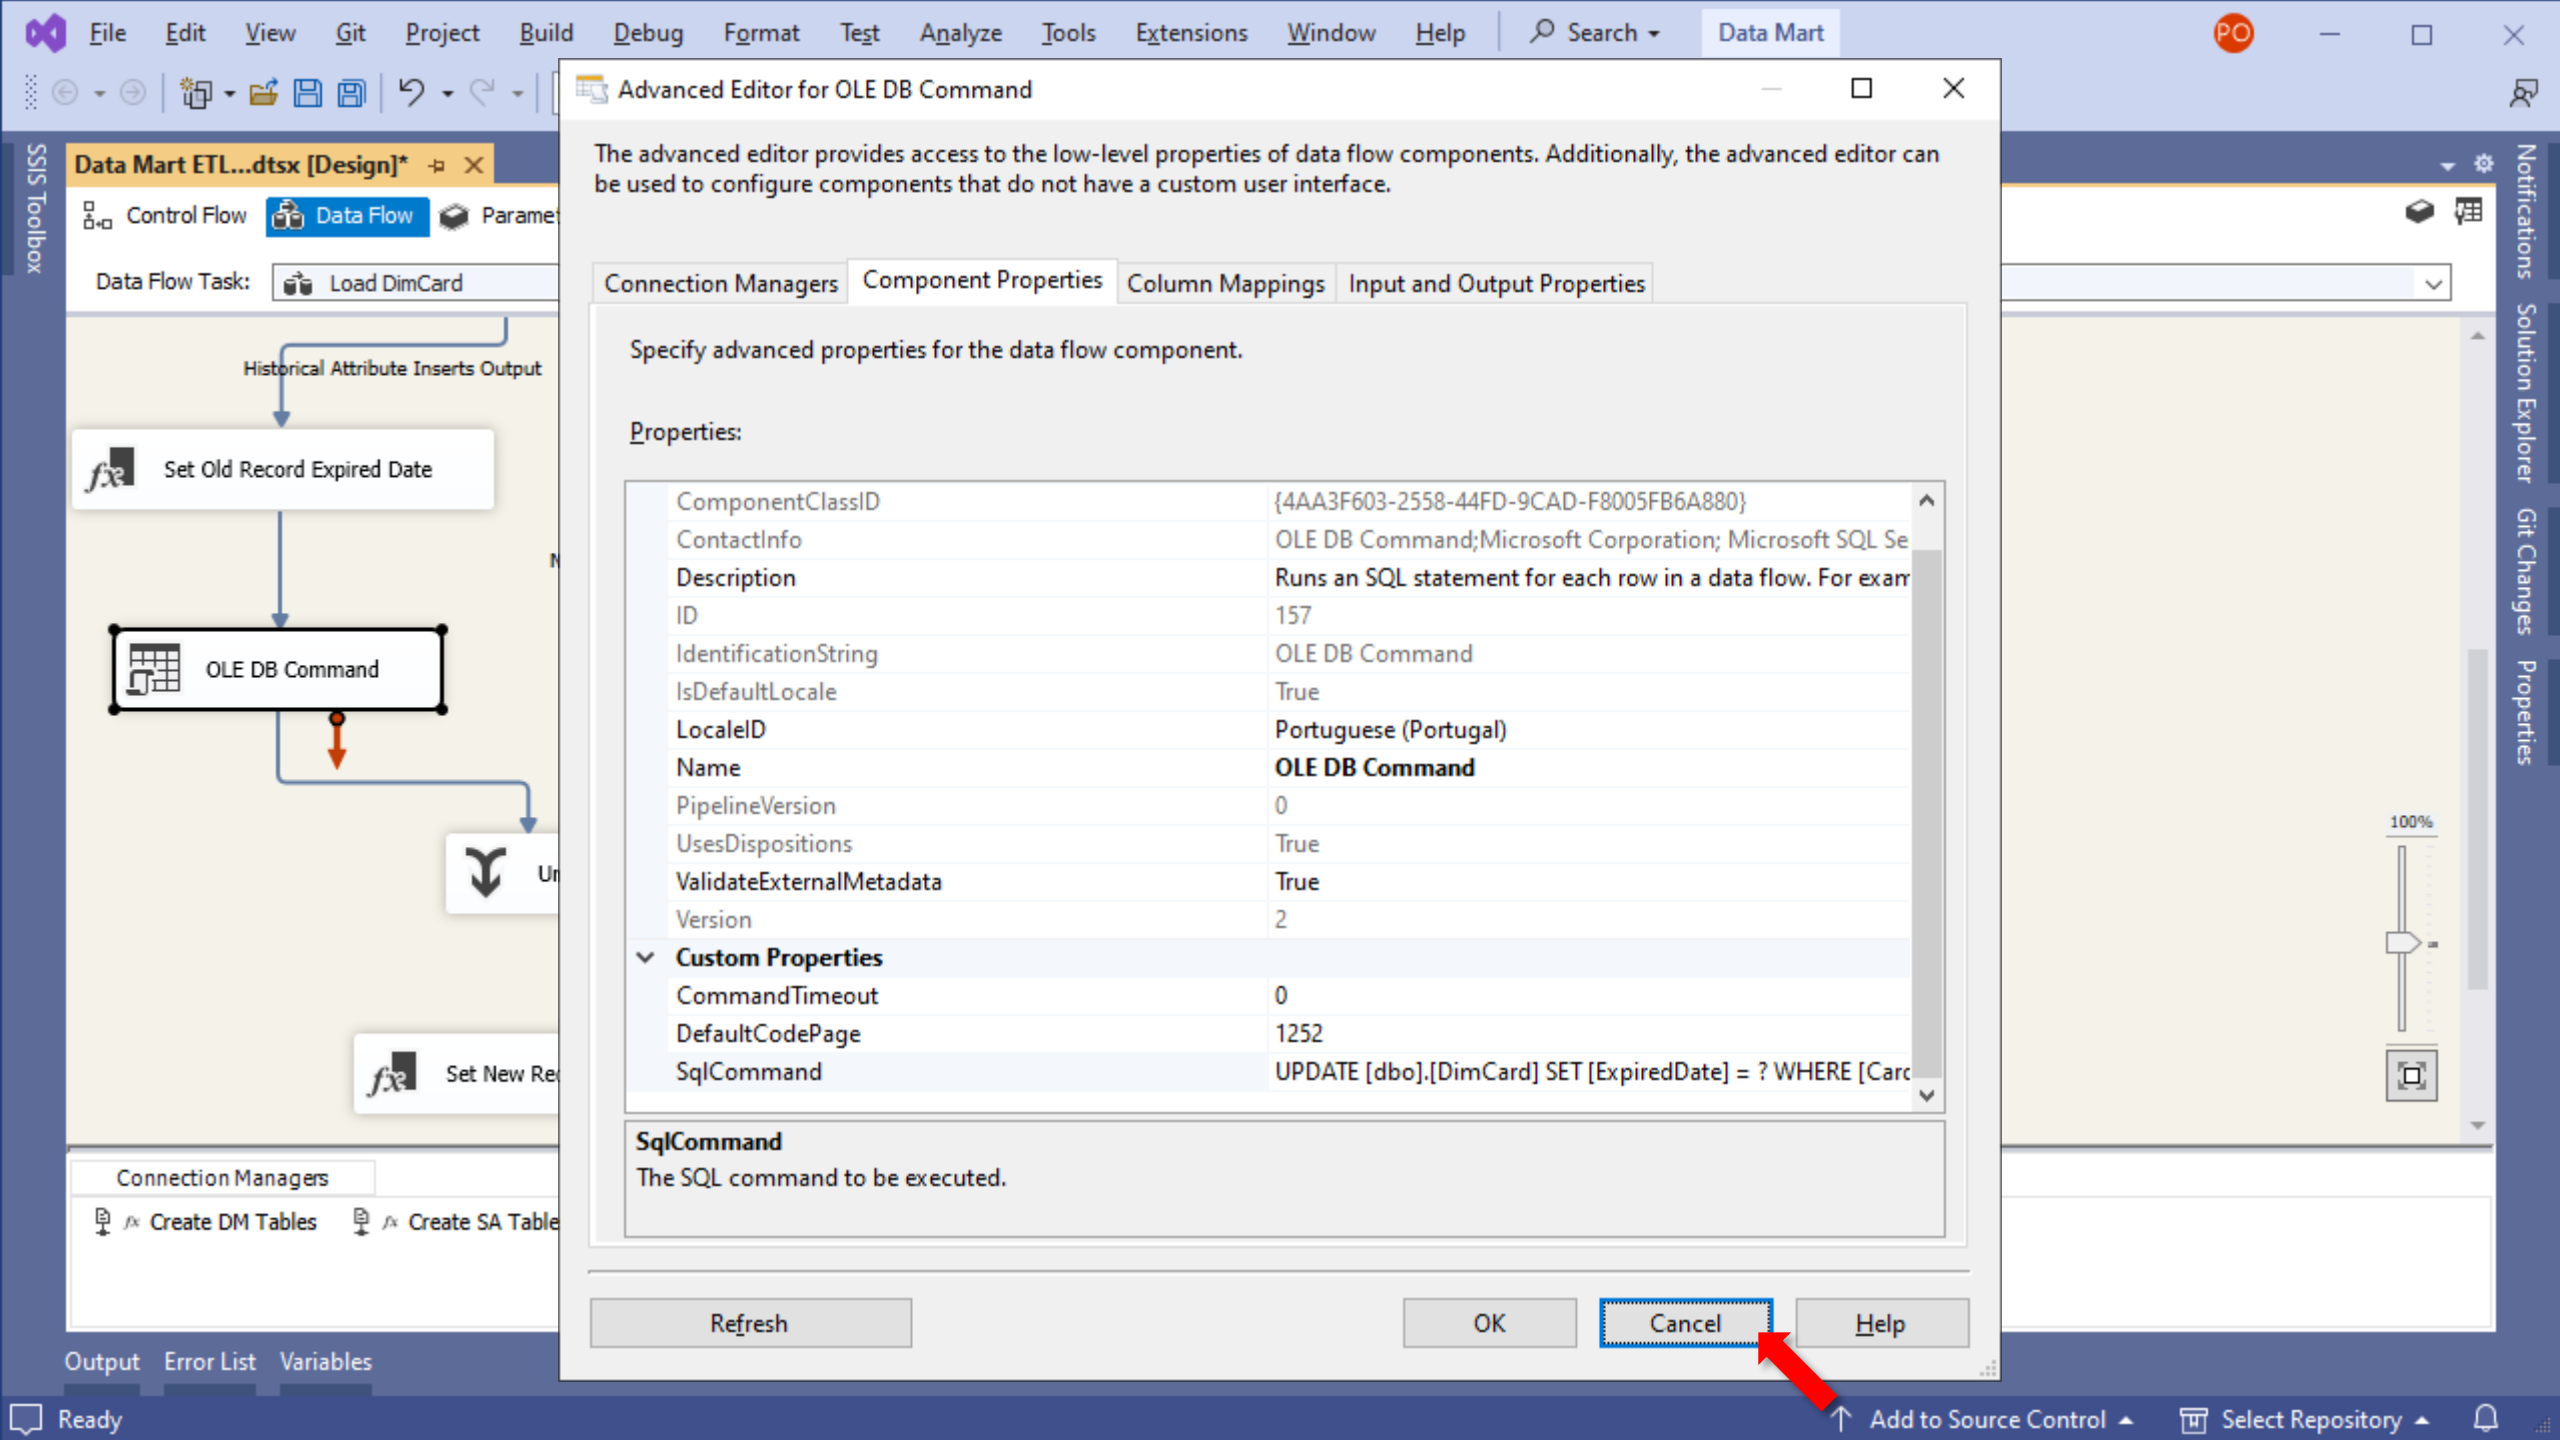 File Edit View Git Project Build Debug Format Test Analyze Tools Extensions Window Help Search Data Mart PO
Advanced Editor for OLE DB Command
The advanced editor provides access to the low-level properties of data flow components. Additionally, the advanced editor can
be used to configure components that do not have a custom user interface.
SSIS Toolbox
Data Mart ETL...dtsx [Design]*
Control Flow Data Flow Paramet
Data Flow Task: Load DimCard
Historical Attribute Inserts Output
Set Old Record Expired Date
N
OLE DB Command
Un
Set New Rec
Connection Managers Component Properties Column Mappings Input and Output Properties
Specify advanced properties for the data flow component.
Properties:
ComponentClassID {4AA3F603-2558-44FD-9CAD-F8005FB6A880}
ContactInfo OLE DB Command;Microsoft Corporation; Microsoft SQL Se
Description Runs an SQL statement for each row in a data flow. For exam
ID 157
IdentificationString OLE DB Command
IsDefaultLocale True
LocaleID Portuguese (Portugal)
Name OLE DB Command
PipelineVersion 0
UsesDispositions True
ValidateExternalMetadata True
Version 2
Custom Properties
CommandTimeout 0
DefaultCodePage 1252
SqlCommand UPDATE [dbo].[DimCard] SET [ExpiredDate] = ? WHERE [Carc
SqlCommand
The SQL command to be executed.
Refresh OK Cancel Help
100%
Notifications
Solution Explorer
Git Changes
Properties
Connection Managers
fx Create DM Tables fx Create SA Table
Output Error List Variables
Ready Add to Source Control Select Repository